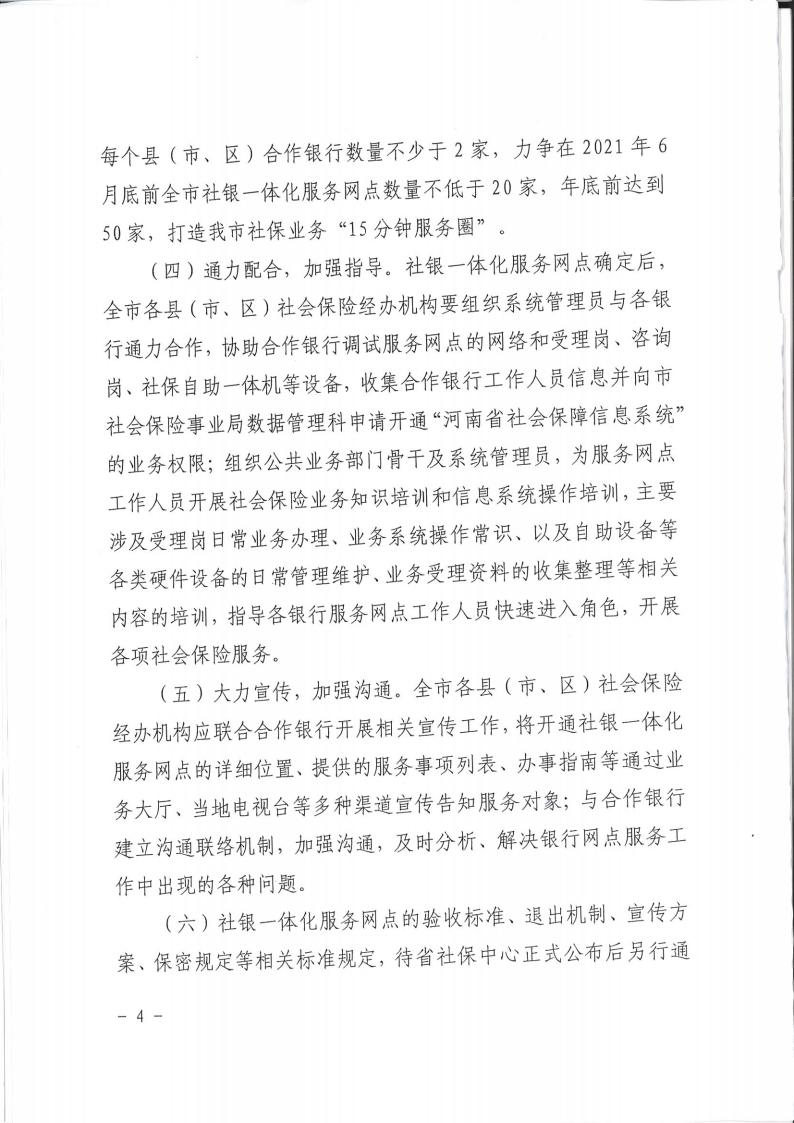 每个县（市、区）合作银行数量不少于 2 家，力争在 2021 年 6
月底前全市社银一体化服务网点数量不低于 20 家，年底前达到
50 家，打造我市社保业务“15 分钟服务圈”。
（四）通力配合，加强指导。社银一体化服务网点确定后，
全市各县（市、区）社会保险经办机构要组织系统管理员与各银
行通力合作，协助合作银行调试服务网点的网络和受理岗、咨询
岗、社保自助一体机等设备，收集合作银行工作人员信息并向市
社会保险事业局数据管理科申请开通“河南省社会保障信息系统”
的业务权限；组织公共业务部门骨干及系统管理员，为服务网点
工作人员开展社会保险业务知识培训和信息系统操作培训，主要
涉及受理岗日常业务办理、业务系统操作常识、以及自助设备等
各类硬件设备的日常管理维护、业务受理资料的收集整理等相关
内容的培训，指导各银行服务网点工作人员快速进入角色，开展
各项社会保险服务。
（五）大力宣传，加强沟通。全市各县（市、区）社会保险
经办机构应联合合作银行开展相关宣传工作，将开通社银一体化
服务网点的详细位置、提供的服务事项列表、办事指南等通过业
务大厅、当地电视台等多种渠道宣传告知服务对象；与合作银行
建立沟通联络机制，加强沟通，及时分析、解决银行网点服务工
作中出现的各种问题。
（六）社银一体化服务网点的验收标准、退出机制、宣传方
案、保密规定等相关标准规定，待省社保中心正式公布后另行通
－ 4 －